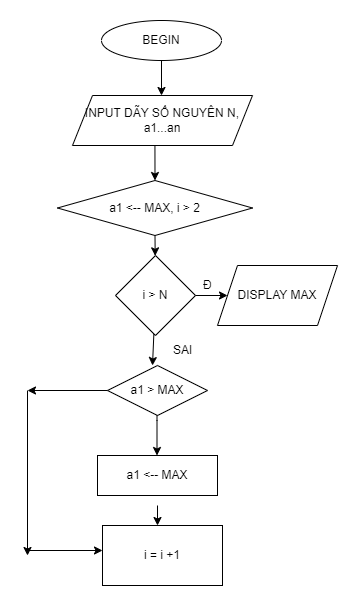 BEGIN
INPUT DÃY SỐ NGUYÊN N,
a1...an
a1 <-- MAX, i > 2
i > N
Đ
DISPLAY MAX
SAI
a1 > MAX
a1 <-- MAX
i = i +1